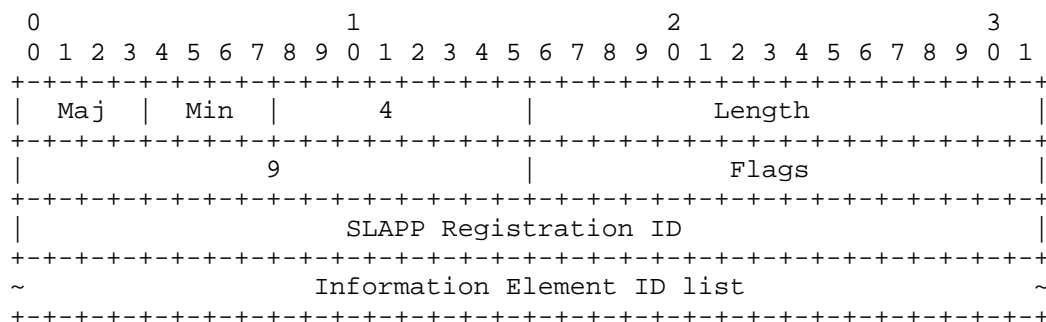 0                   1                   2                   3
 0 1 2 3 4 5 6 7 8 9 0 1 2 3 4 5 6 7 8 9 0 1 2 3 4 5 6 7 8 9 0 1
+-+-+-+-+-+-+-+-+-+-+-+-+-+-+-+-+-+-+-+-+-+-+-+-+-+-+-+-+-+-+-+-+
|  Maj  |  Min  |      4        |           Length              |
+-+-+-+-+-+-+-+-+-+-+-+-+-+-+-+-+-+-+-+-+-+-+-+-+-+-+-+-+-+-+-+-+
|               9               |            Flags              |
+-+-+-+-+-+-+-+-+-+-+-+-+-+-+-+-+-+-+-+-+-+-+-+-+-+-+-+-+-+-+-+-+
|                    SLAPP Registration ID                      |
+-+-+-+-+-+-+-+-+-+-+-+-+-+-+-+-+-+-+-+-+-+-+-+-+-+-+-+-+-+-+-+-+
~                  Information Element ID list                  ~
+-+-+-+-+-+-+-+-+-+-+-+-+-+-+-+-+-+-+-+-+-+-+-+-+-+-+-+-+-+-+-+-+